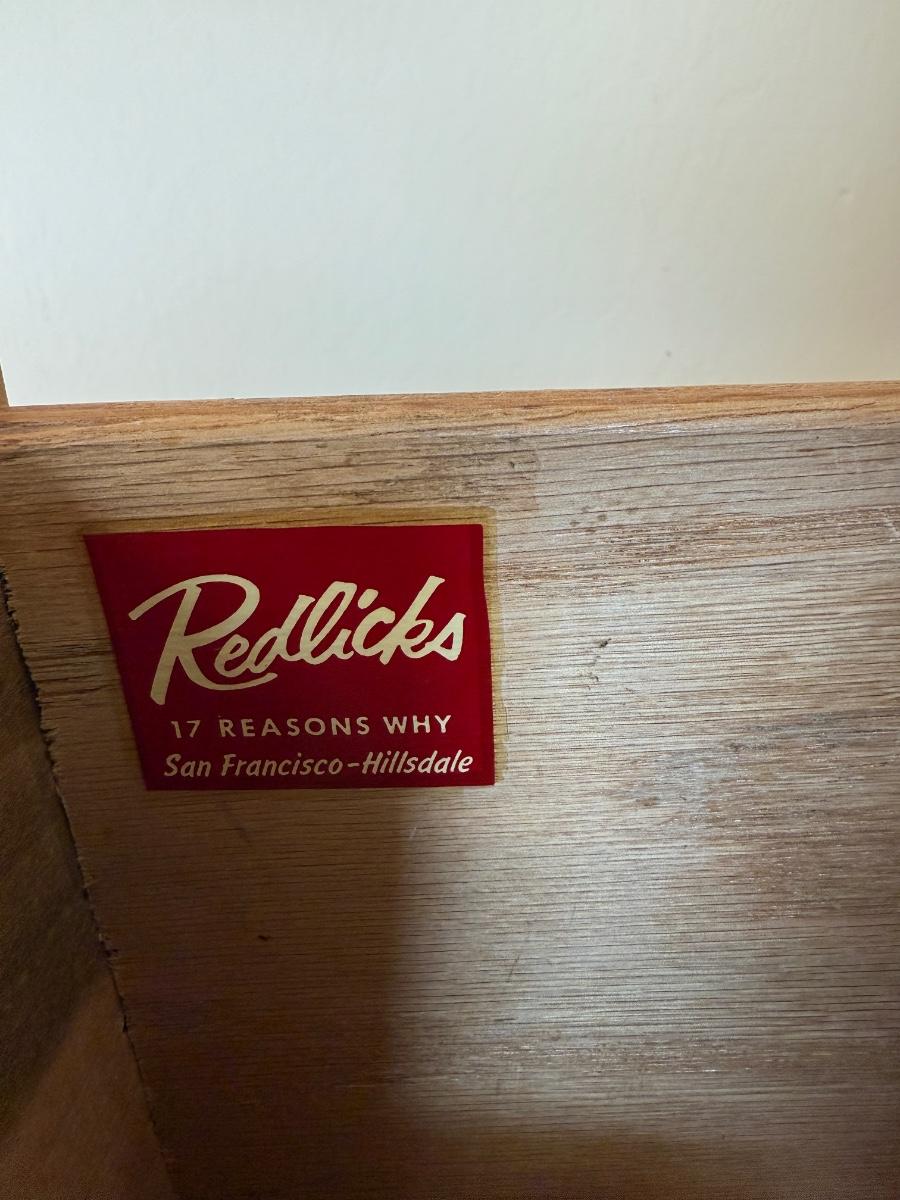 Redlicks
17 REASONS WHY
San Francisco-Hillsdale